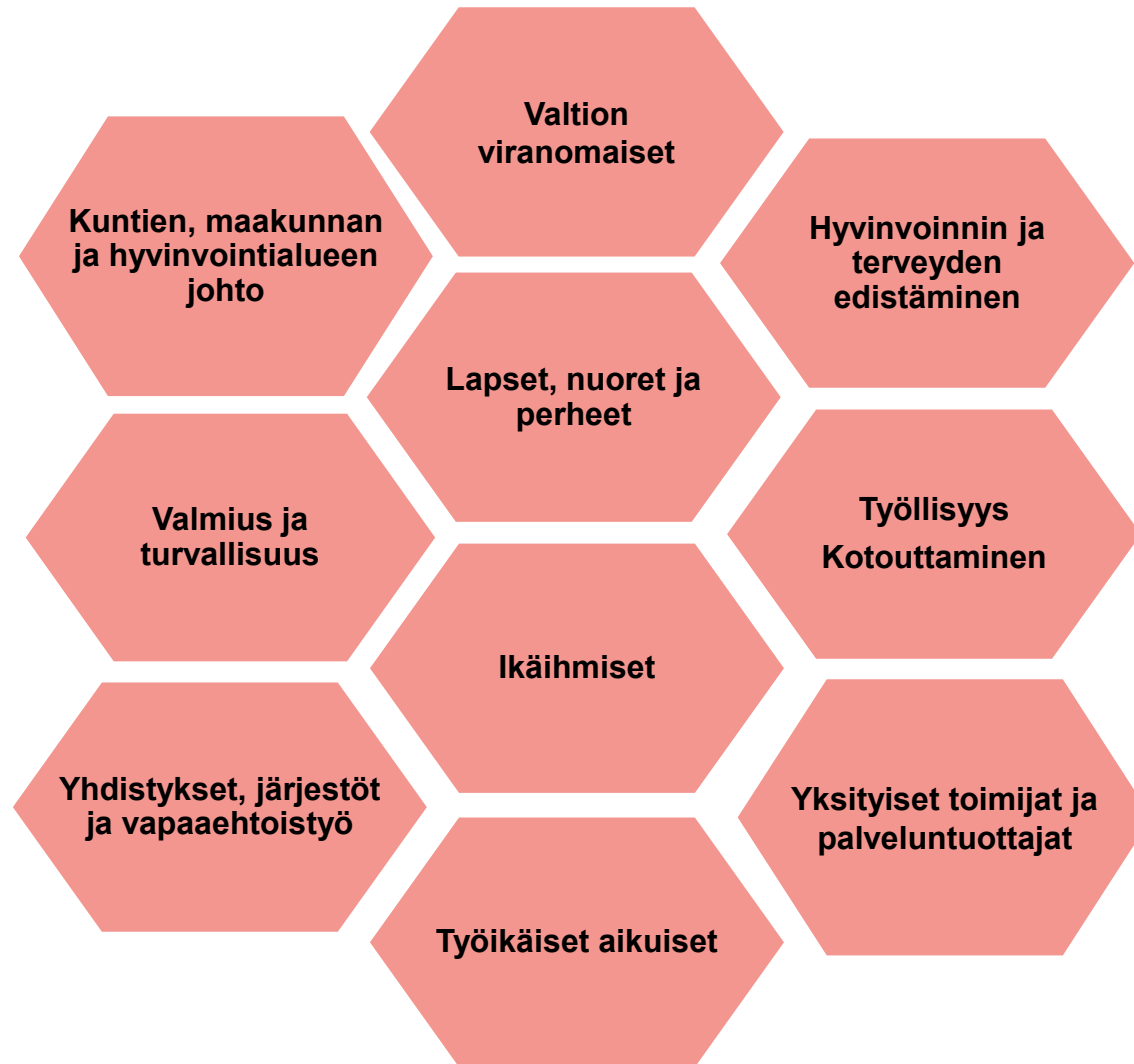 Valtion
viranomaiset
Kuntien, maakunnan
ja hyvinvointialueen
johto
Hyvinvoinnin ja
terveyden
edistäminen
Lapset, nuoret ja
perheet
Valmius ja
turvallisuus
Työllisyys
Kotouttaminen
Ikäihmiset
Yhdistykset, järjestöt
ja vapaaehtoistyö
Yksityiset toimijat ja
palveluntuottajat
Työikäiset aikuiset